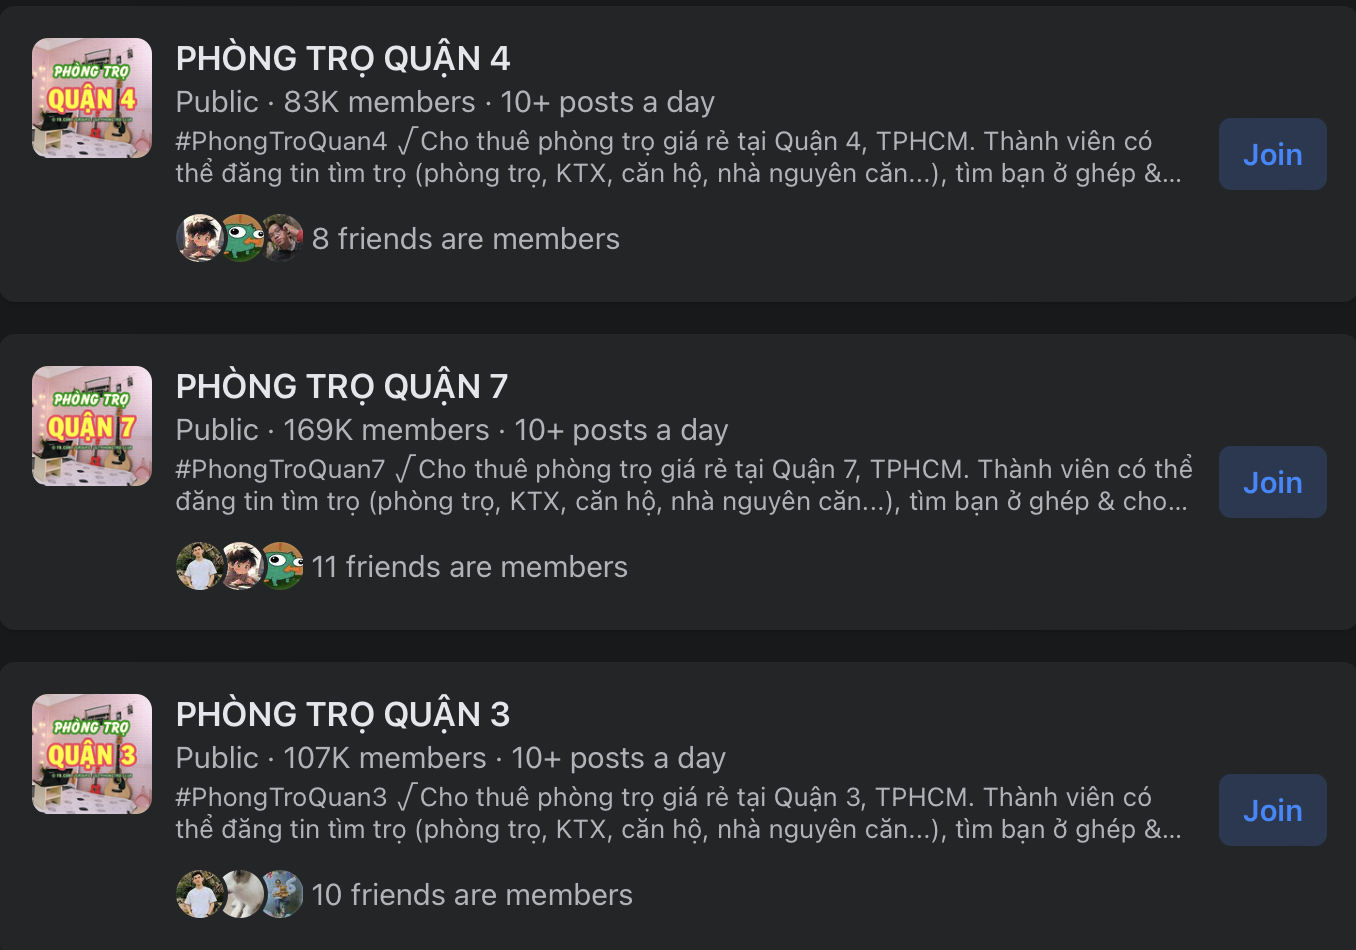 PHÒNG TRỌ
QUẬN 4
PHÒNG TRỌ QUẬN 4
Public · 83K members · 10+ posts a day
#PhongTroQuan4 √Cho thuê phòng trọ giá rẻ tại Quận 4, TPHCM. Thành viên có
thể đăng tin tìm trọ (phòng trọ, KTX, căn hộ, nhà nguyên căn...), tìm bạn ở ghép &...
Join
8 friends are members
PHÒNG TRỌ
QUẬN 7
PHÒNG TRỌ QUẬN 7
Public · 169K members · 10+ posts a day
#PhongTroQuan7 √Cho thuê phòng trọ giá rẻ tại Quận 7, TPHCM. Thành viên có thể
đăng tin tìm trọ (phòng trọ, KTX, căn hộ, nhà nguyên căn...), tìm bạn ở ghép & cho...
Join
11 friends are members
PHÒNG TRỌ
QUẬN 3
PHÒNG TRỌ QUẬN 3
Public · 107K members · 10+ posts a day
#PhongTroQuan3 √Cho thuê phòng trọ giá rẻ tại Quận 3, TPHCM. Thành viên có
thể đăng tin tìm trọ (phòng trọ, KTX, căn hộ, nhà nguyên căn...), tìm bạn ở ghép &...
Join
10 friends are members